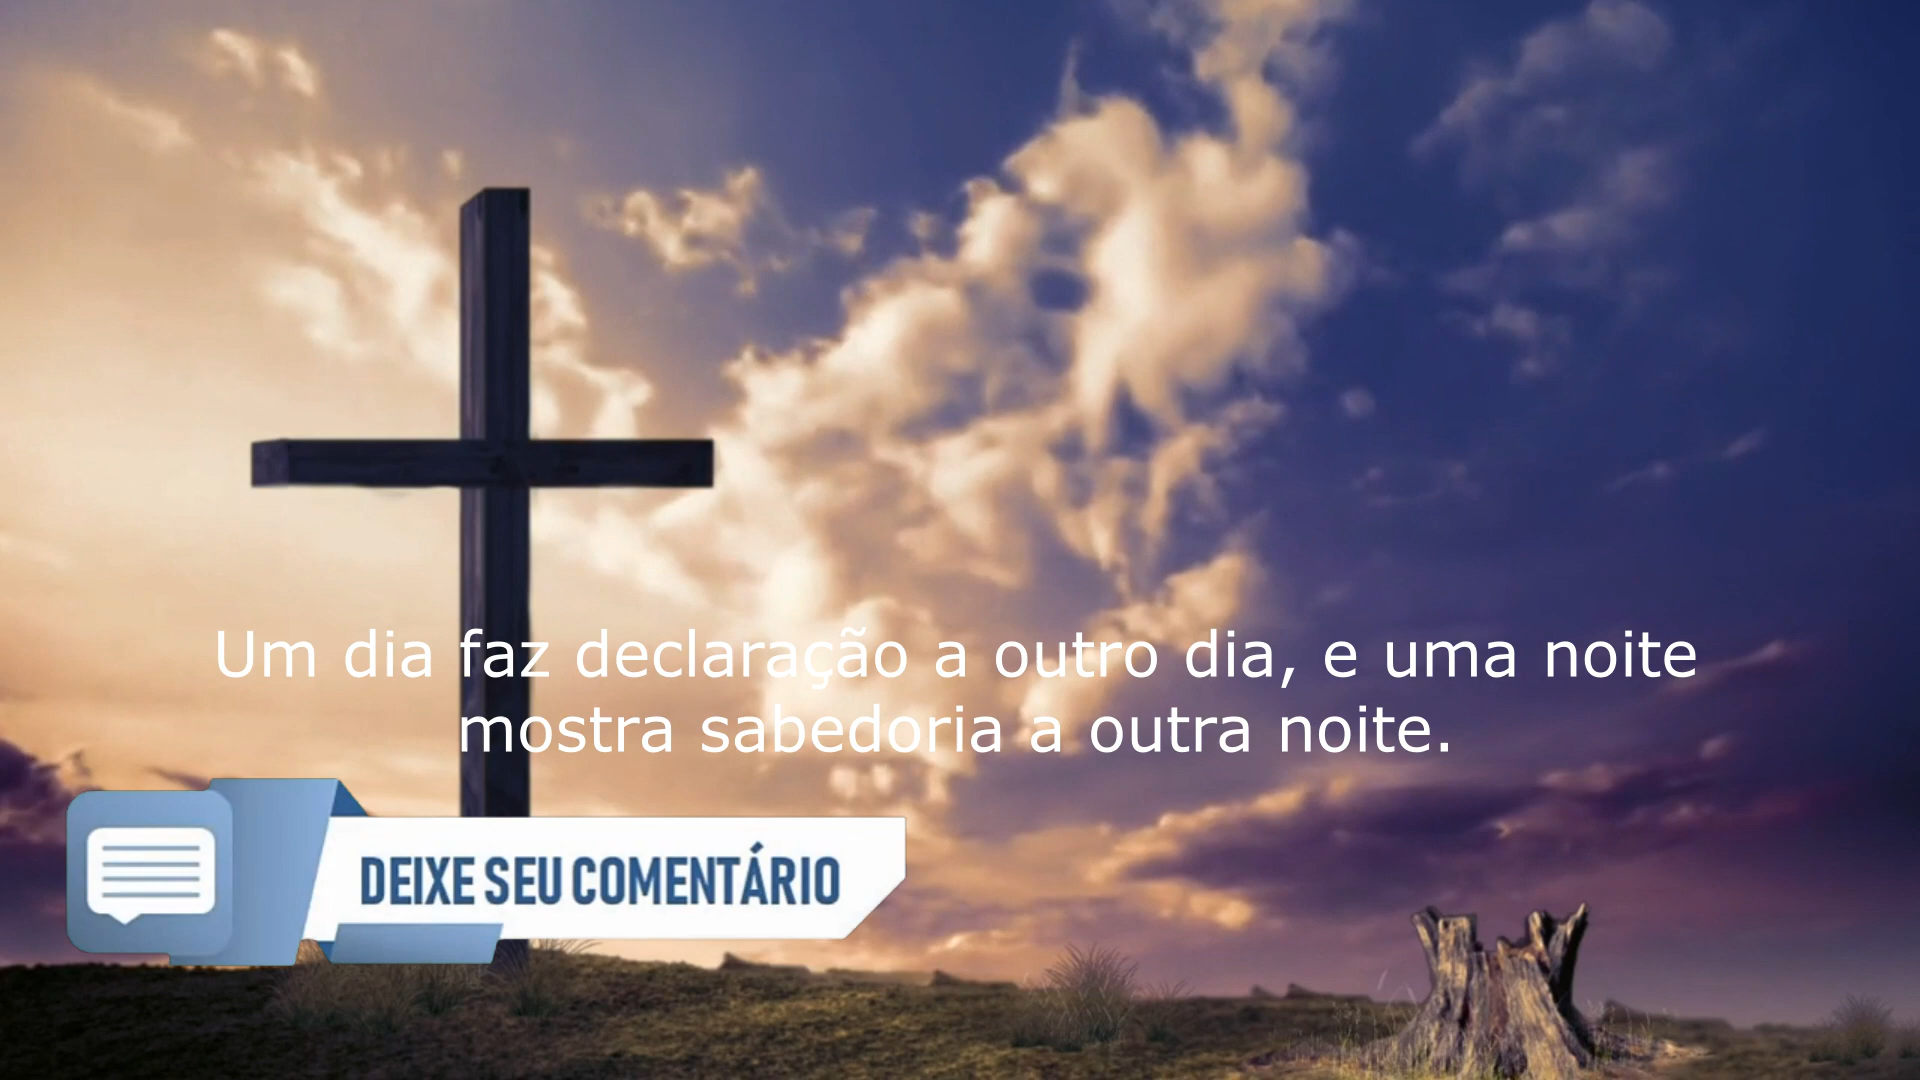 Um dia faz declaração a outro dia, e uma noite
mostra sabedoria a outra noite.
DEIXE SEU COMENTÁRIO